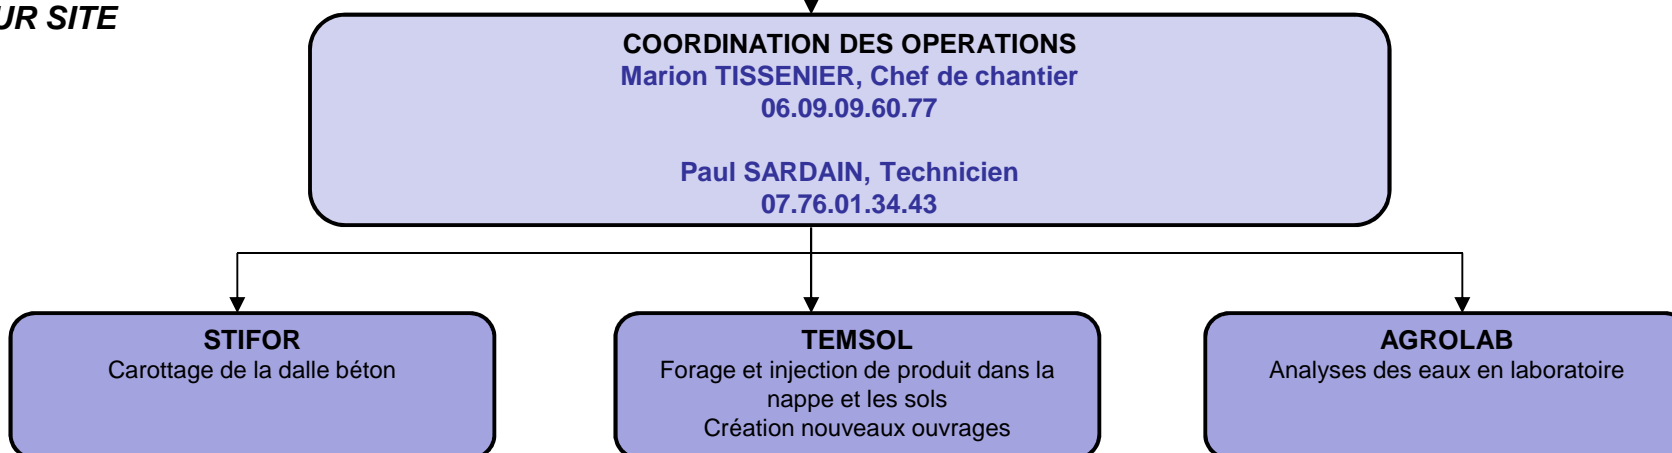 UR SITE
COORDINATION DES OPERATIONS
Marion TISSENIER, Chef de chantier
06.09.09.60.77
Paul SARDAIN, Technicien
07.76.01.34.43
STIFOR
Carottage de la dalle béton
TEMSOL
Forage et injection de produit dans la
nappe et les sols
Création nouveaux ouvrages
AGROLAB
Analyses des eaux en laboratoire